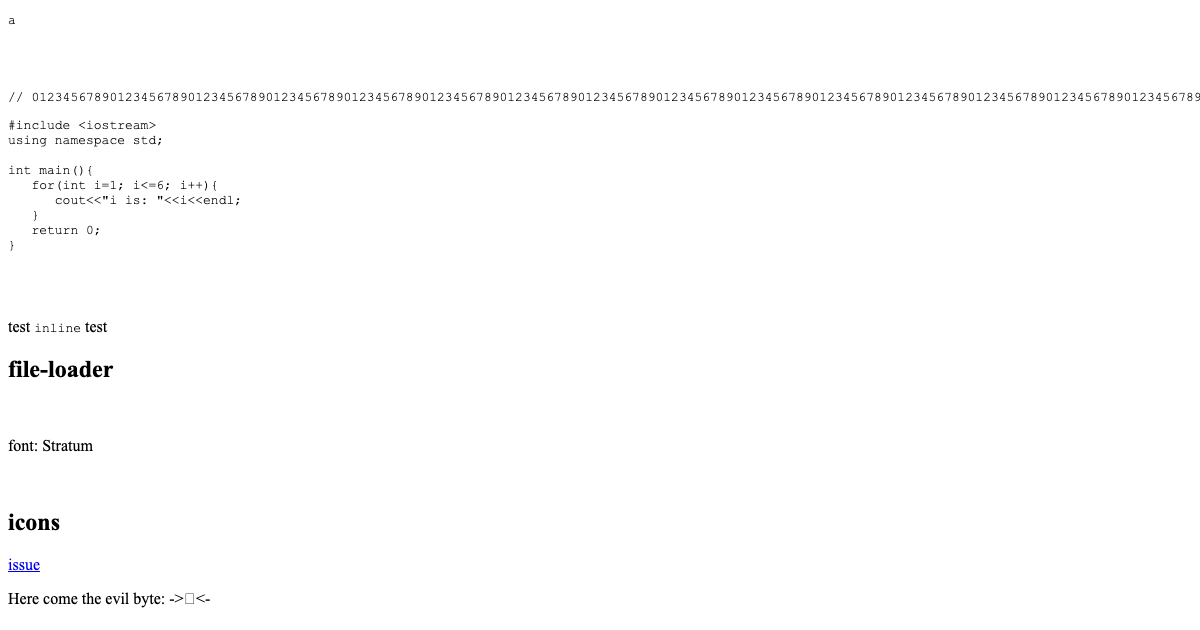 a
// 012345678901234567890123456789012345678901234567890123456789012345678901234567890123456789012345678901234567890123456789012345678901234567890123456789
#include <iostream>
using namespace std;
int main(){
for(int i=1; i<=6; i++){
cout<<"i is: "<<i<<endl;
}
return 0;
}
test inline test
file-loader
font: Stratum
icons
issue
Here come the evil byte: ->□<-